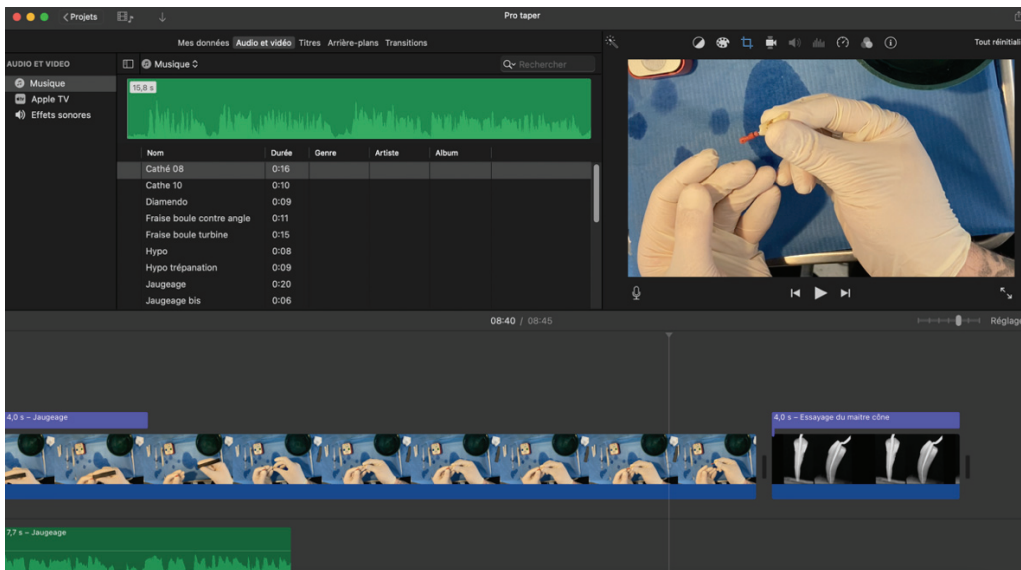 Projets
Pro taper
Mes données Audio et vidéo Titres Arrière-plans Transitions
Tout réinitiali
AUDIO ET VIDEO
Musique
Rechercher
Musique
Apple TV
Effets sonores
15,8 s
Nom Durée Genre Artiste Album
Cathé 08 0:16
Cathe 10 0:10
Diamendo 0:09
Fraise boule contre angle 0:11
Fraise boule turbine 0:15
Hypo 0:08
Hypo trépanation 0:09
Jaugeage 0:20
Jaugeage bis 0:06
08:40 / 08:45
Réglage
4,0 s – Jaugeage
4,0 s – Essayage du maitre cône
7,7 s – Jaugeage